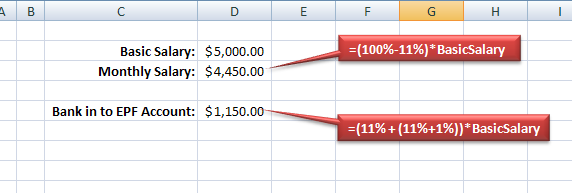 A B C D E F G H I
Basic Salary: $5,000.00
=(100%-11%)*BasicSalary
Monthly Salary: $4,450.00
Bank in to EPF Account: $1,150.00
=(11%+(11%+1%))*BasicSalary